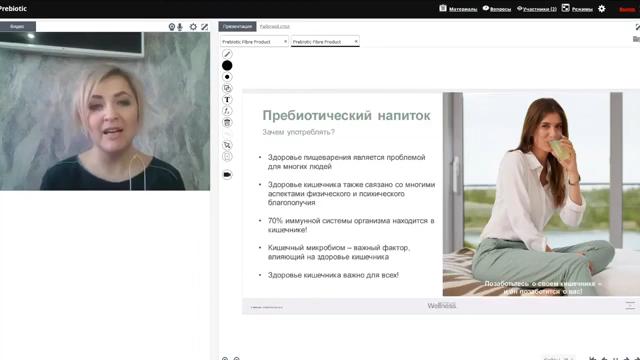 Prebiotic
Материалы
Вопросы
Участники (2)
Режимы
Выход
Видео
Презентация
Рабочий стол
Prebiotic Fibre Product
Prebiotic Fibre Product
Пребиотический напиток
Зачем употреблять?
• Здоровье пищеварения является проблемой
для многих людей
• Здоровье кишечника также связано со многими
аспектами физического и психического
благополучия
• 70% иммунной системы организма находится в
кишечнике!
• Кишечный микробиом – важный фактор,
влияющий на здоровье кишечника
• Здоровье кишечника важно для всех!
Позаботьтесь о своем кишечнике –
и он позаботится о вас!
Wellness.